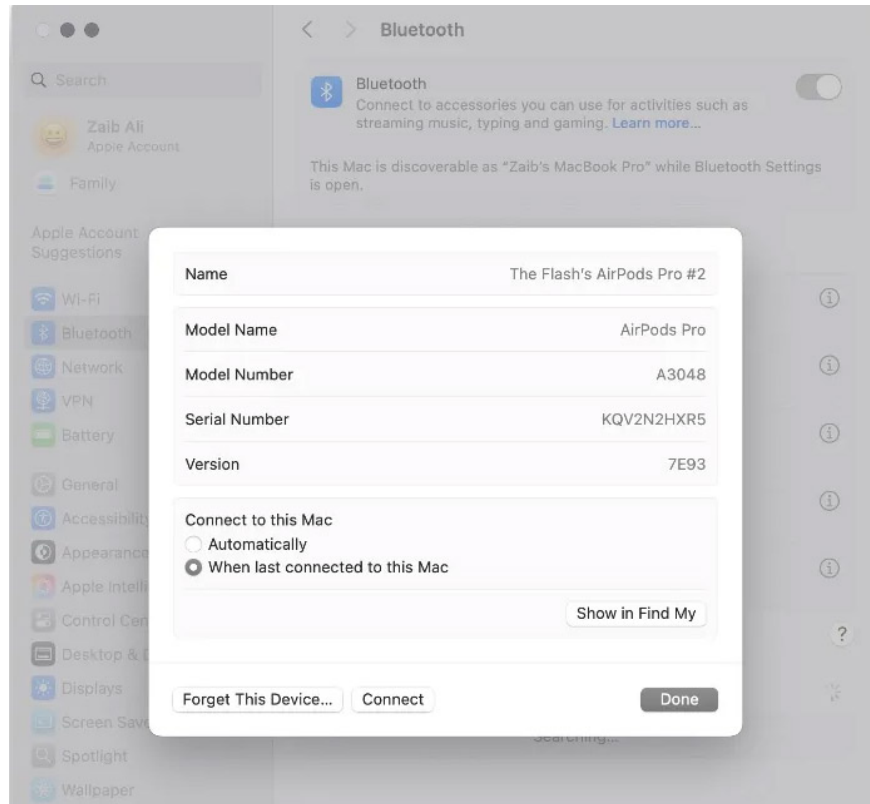 Bluetooth
Search
Zaib Ali
Apple Account
Family
Apple Account
Suggestions
Wi-Fi
Bluetooth
Network
VPN
Battery
General
Accessibility
Appearance
Apple Intelli
Control Cen
Desktop & D
Displays
Screen Save
Spotlight
Wallpaper
Bluetooth
Connect to accessories you can use for activities such as
streaming music, typing and gaming. Learn more...
This Mac is discoverable as "Zaib's MacBook Pro" while Bluetooth Settings
is open.
Name The Flash's AirPods Pro #2
Model Name AirPods Pro
Model Number A3048
Serial Number KQV2N2HXR5
Version 7E93
Connect to this Mac
Automatically
When last connected to this Mac
Show in Find My
Forget This Device... Connect Done
?
Searching...